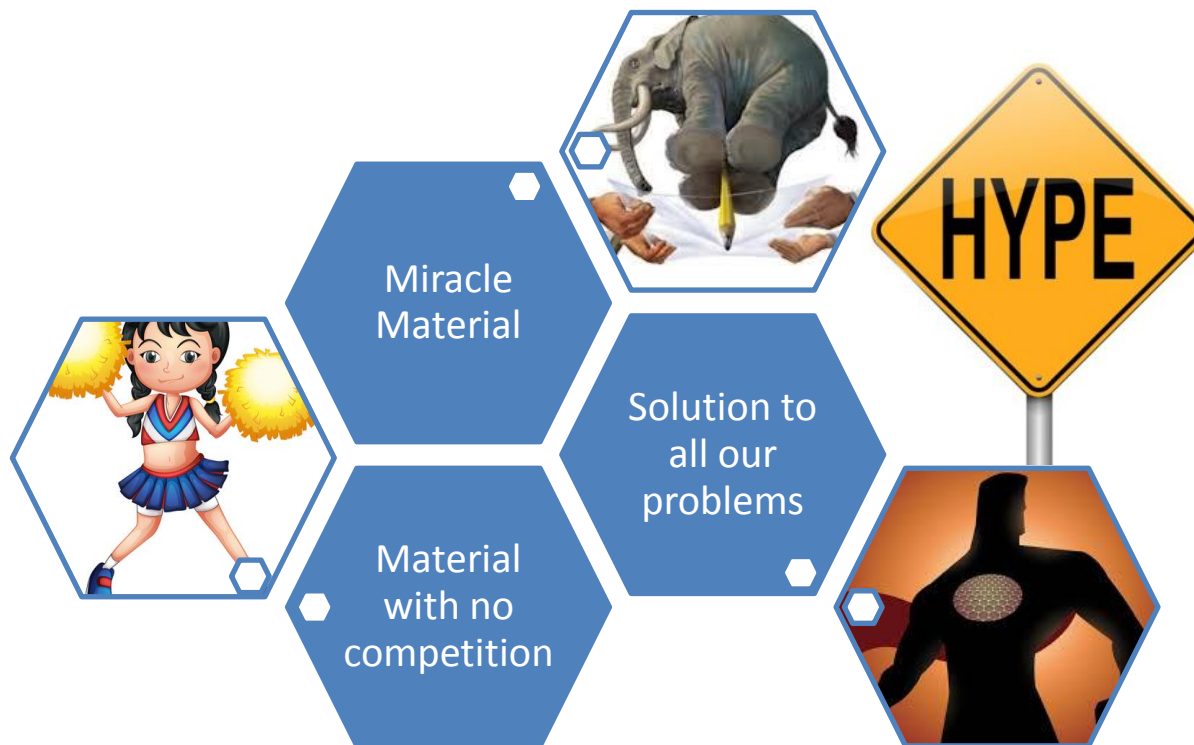 Miracle
Material
HYPE
Solution to
all our
problems
Material
with no
competition